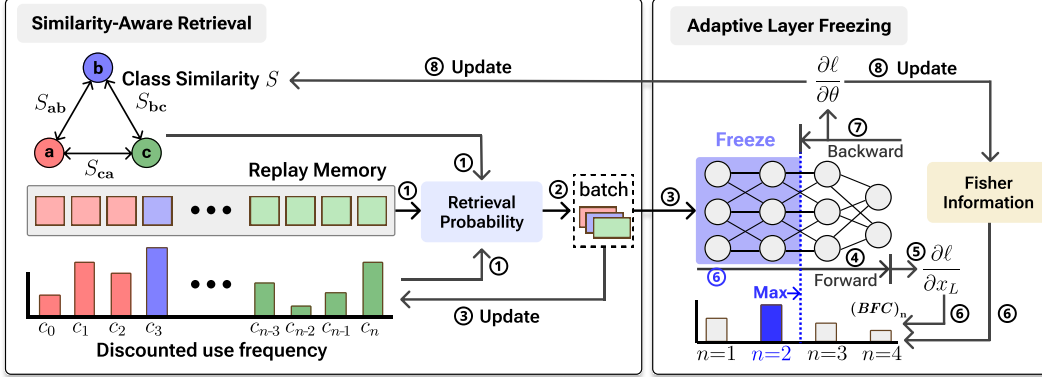 Similarity-Aware Retrieval
b
Class Similarity S
S_ab
S_bc
a
c
S_ca
①
Replay Memory
①
Retrieval
Probability
②
batch
①
③ Update
c_0 c_1 c_2 c_3 c_{n-3} c_{n-2} c_{n-1} c_n
Discounted use frequency
⑧ Update
Adaptive Layer Freezing
∂ℓ/∂θ
⑧ Update
Freeze
⑦
Backward
③
Fisher
Information
⑥
④
Forward
⑤
∂ℓ/∂x_L
Max
(BFC)_n
⑥
⑥
n=1 n=2 n=3 n=4